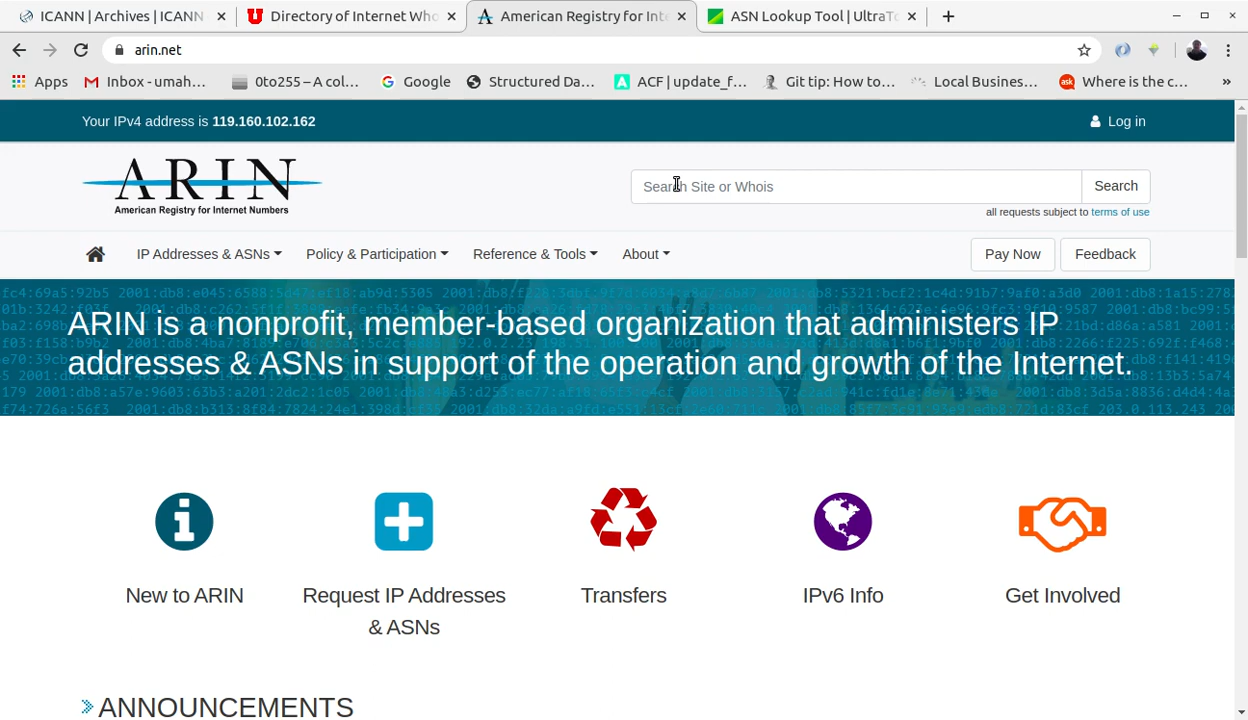 ICANN | Archives | ICANN
Directory of Internet Who
American Registry for Inte
ASN Lookup Tool | UltraTo
arin.net
Apps
Inbox - umah...
0to255 – A col...
Google
Structured Da...
ACF | update_f...
Git tip: How to...
Local Business...
ask
Where is the c...
»
Your IPv4 address is 119.160.102.162
Log in
ARIN
American Registry for Internet Numbers
Search Site or Whois
Search
all requests subject to terms of use
IP Addresses & ASNs
Policy & Participation
Reference & Tools
About
Pay Now
Feedback
ARIN is a nonprofit, member-based organization that administers IP
addresses & ASNs in support of the operation and growth of the Internet.
New to ARIN
Request IP Addresses
& ASNs
Transfers
IPv6 Info
Get Involved
ANNOUNCEMENTS